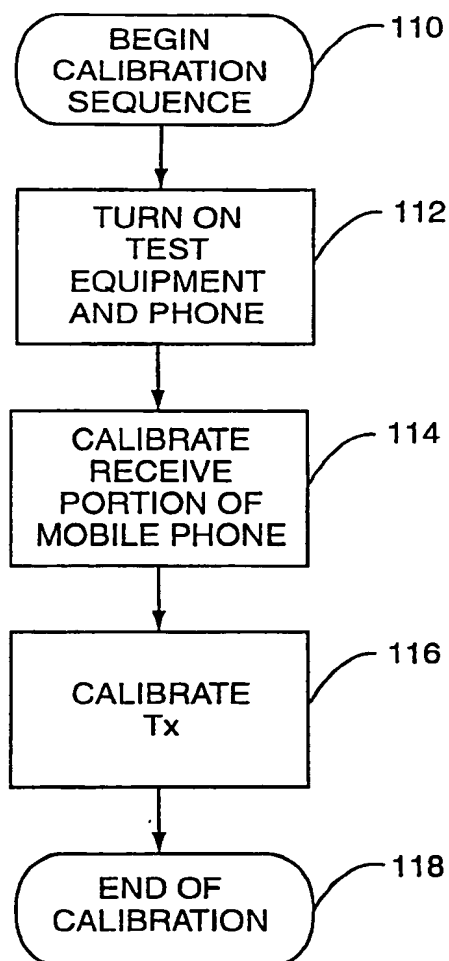 BEGIN
CALIBRATION
SEQUENCE
110
TURN ON
TEST
EQUIPMENT
AND PHONE
112
CALIBRATE
RECEIVE
PORTION OF
MOBILE PHONE
114
CALIBRATE
Tx
116
END OF
CALIBRATION
118